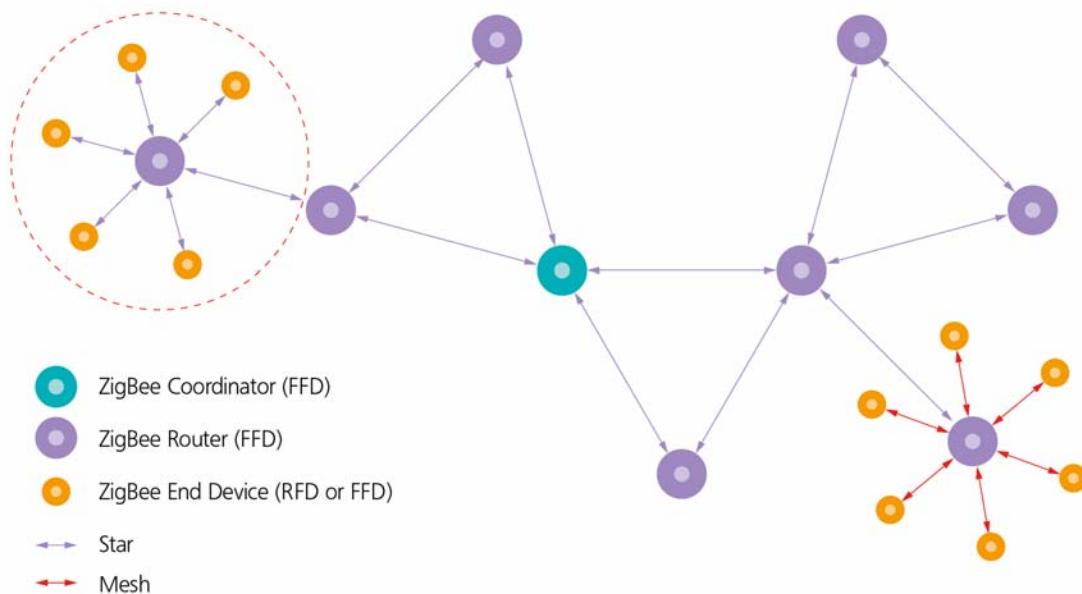 ZigBee Coordinator (FFD)
ZigBee Router (FFD)
ZigBee End Device (RFD or FFD)
Star
Mesh